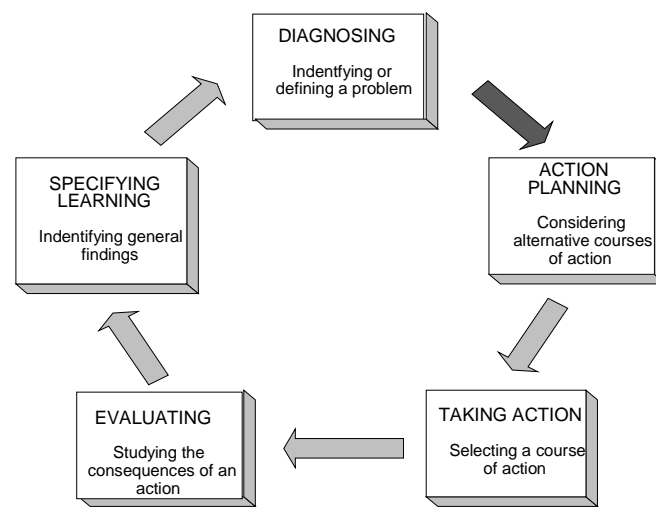 DIAGNOSING
Indentfying or
defining a problem
ACTION
PLANNING
Considering
alternative courses
of action
TAKING ACTION
Selecting a course
of action
EVALUATING
Studying the
consequences of an
action
SPECIFYING
LEARNING
Indentifying general
findings